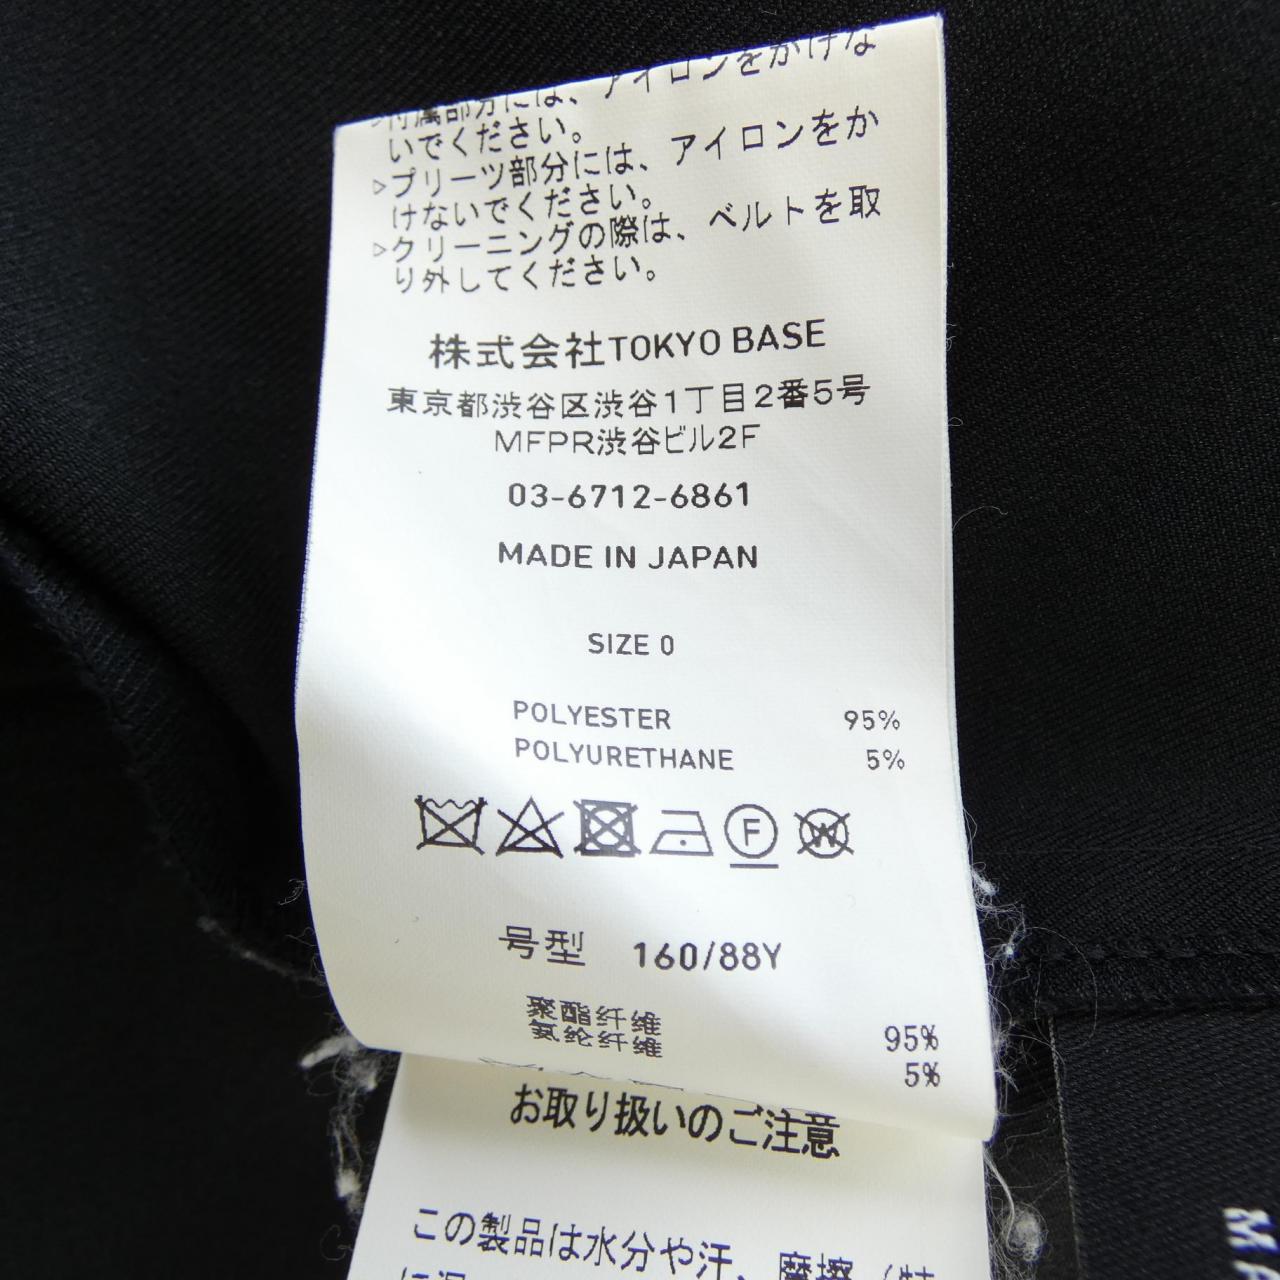 ▷付属部分には、アイロンをかけな
いでください。
▷プリーツ部分には、アイロンをか
けないでください。
▷クリーニングの際は、ベルトを取
り外してください。
株式会社TOKYO BASE
東京都渋谷区渋谷1丁目2番5号
MFPR渋谷ビル2F
03-6712-6861
MADE IN JAPAN
SIZE 0
POLYESTER 95%
POLYURETHANE 5%
F W
号型 160/88Y
聚酯纤维 95%
氨纶纤维 5%
お取り扱いのご注意
この製品は水分や汗、摩擦（特
に湿
MA